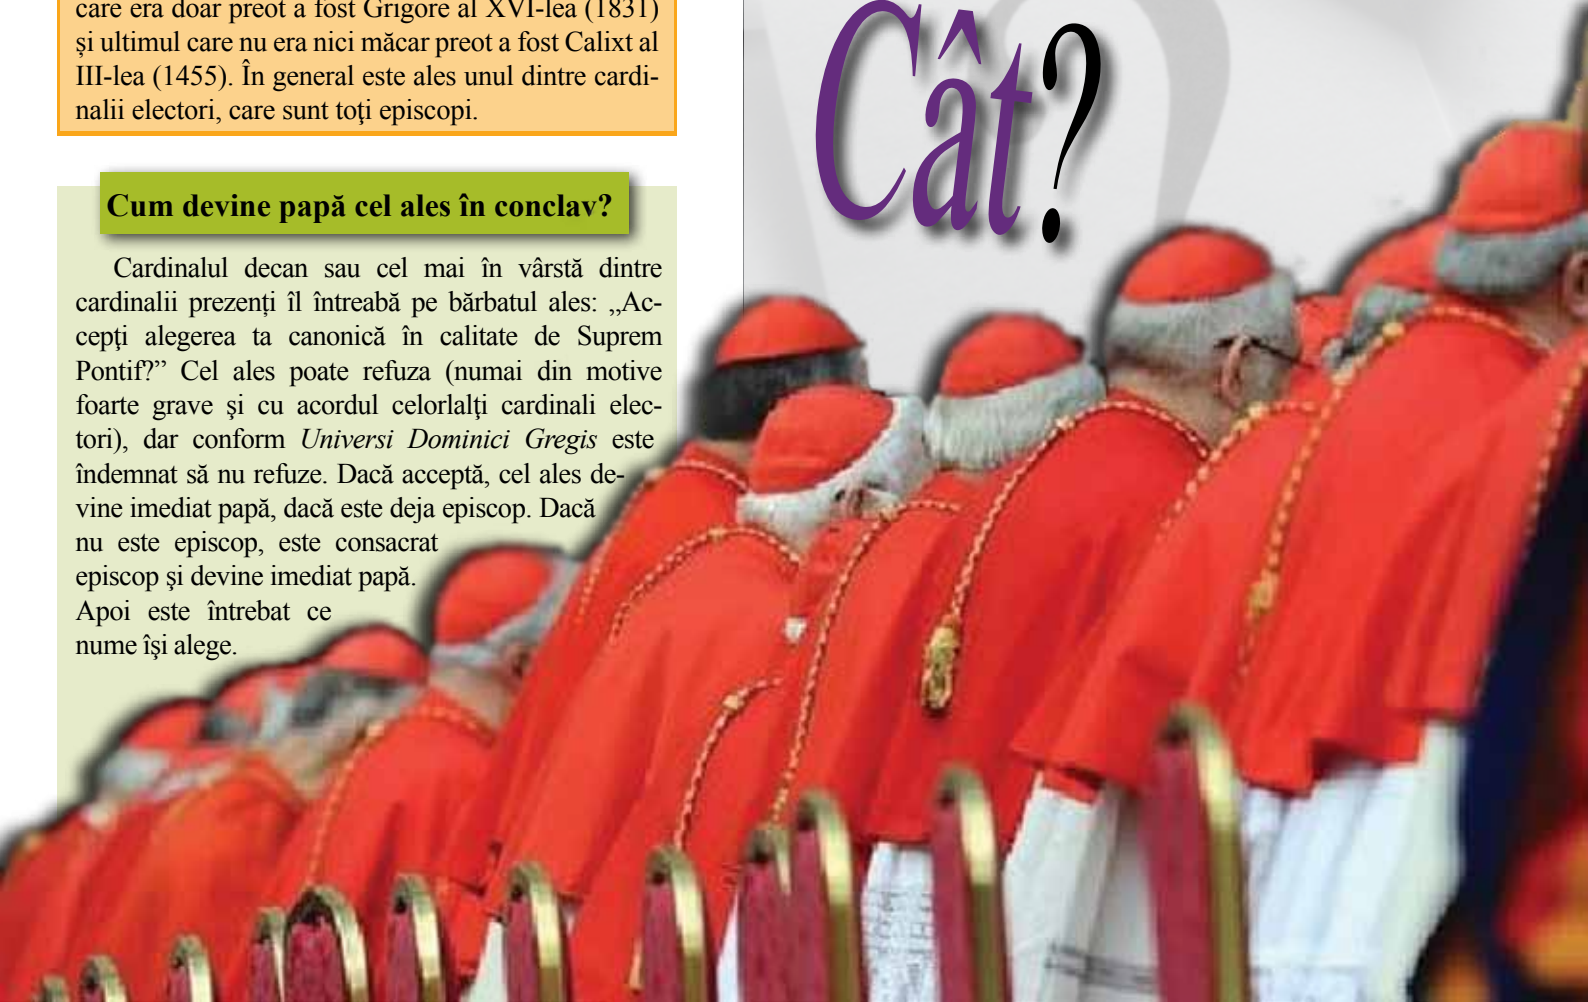 care era doar preot a fost Grigore al XVI-lea (1831)
și ultimul care nu era nici măcar preot a fost Calixt al
III-lea (1455). În general este ales unul dintre cardi-
nalii electori, care sunt toţi episcopi.
Cum devine papă cel ales în conclav?
Cardinalul decan sau cel mai în vârstă dintre
cardinalii prezenți îl întreabă pe bărbatul ales: „Ac-
cepţi alegerea ta canonică în calitate de Suprem
Pontif?” Cel ales poate refuza (numai din motive
foarte grave şi cu acordul celorlalţi cardinali elec-
tori), dar conform Universi Dominici Gregis este
îndemnat să nu refuze. Dacă acceptă, cel ales de-
vine imediat papă, dacă este deja episcop. Dacă
nu este episcop, este consacrat
episcop şi devine imediat papă.
Apoi este întrebat ce
nume îşi alege.
Cât?